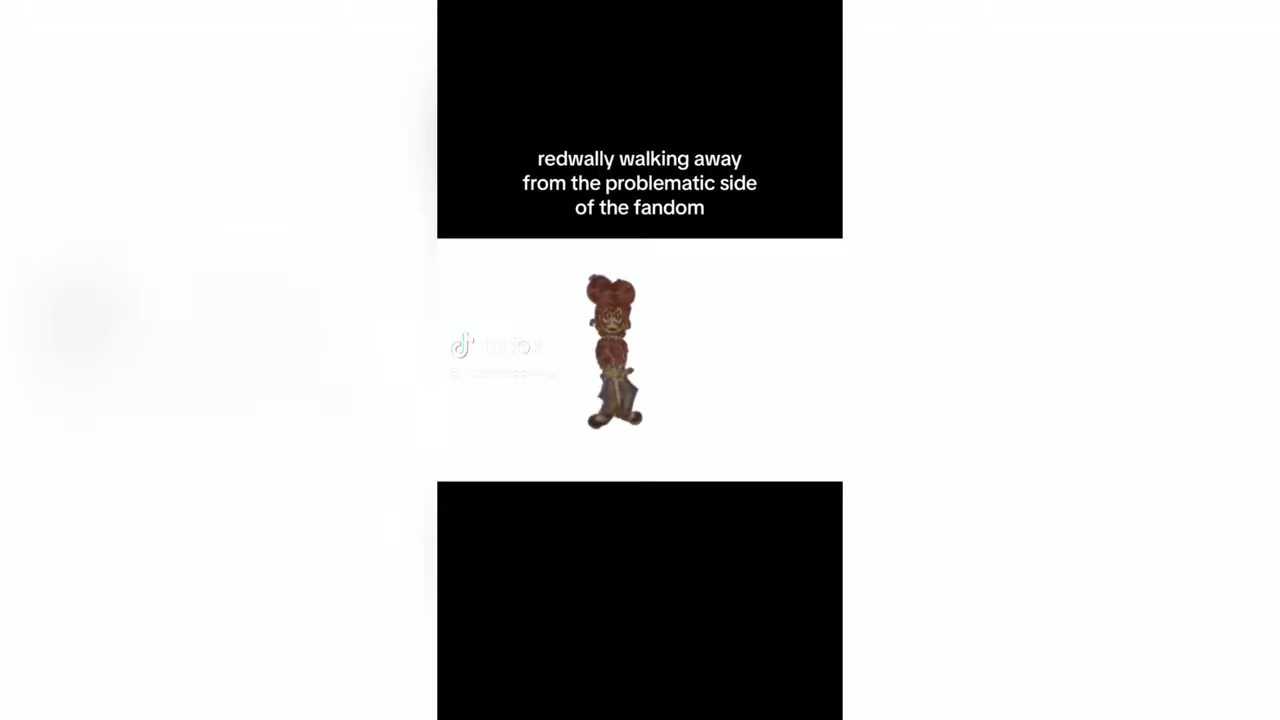 redwally walking away
from the problematic side
of the fandom